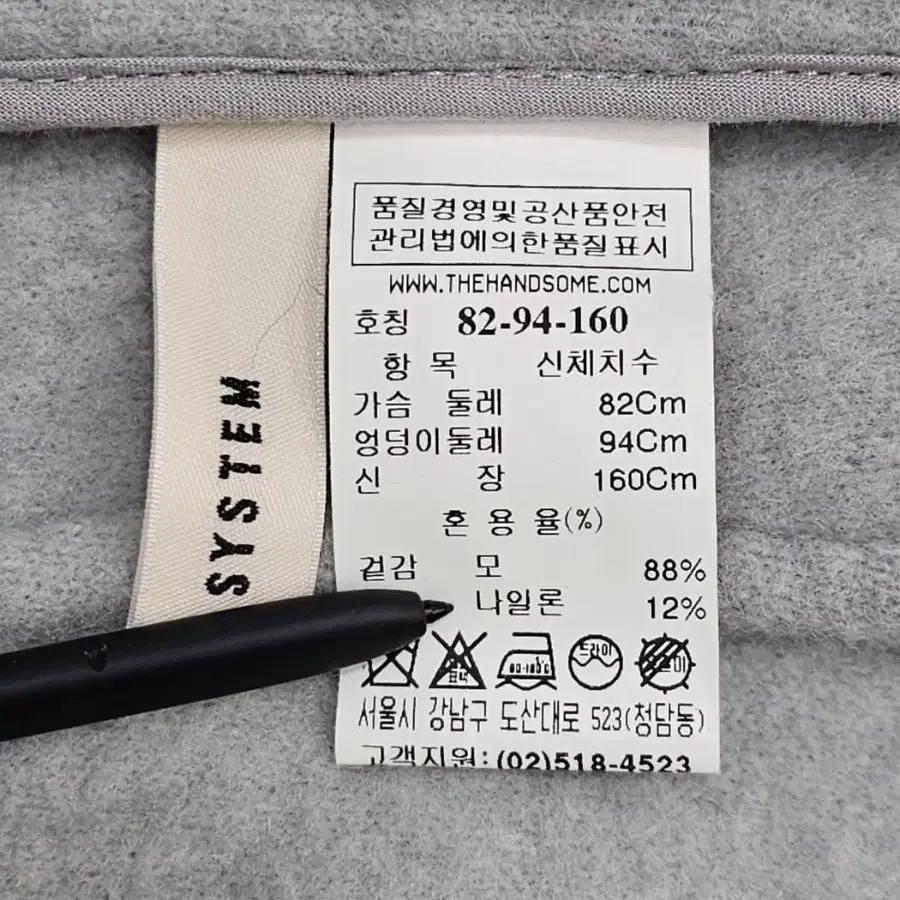 SYSTEM
품질경영및공산품안전
관리법에의한품질표시
WWW.THEHANDSOME.COM
호칭 82-94-160
항 목 신체치수
가슴 둘레 82Cm
엉덩이둘레 94Cm
신 장 160Cm
혼 용 율(%)
겉감 모 88%
나일론 12%
드라이
서울시 강남구 도산대로 523(청담동)
고객지원: (02)518-4523